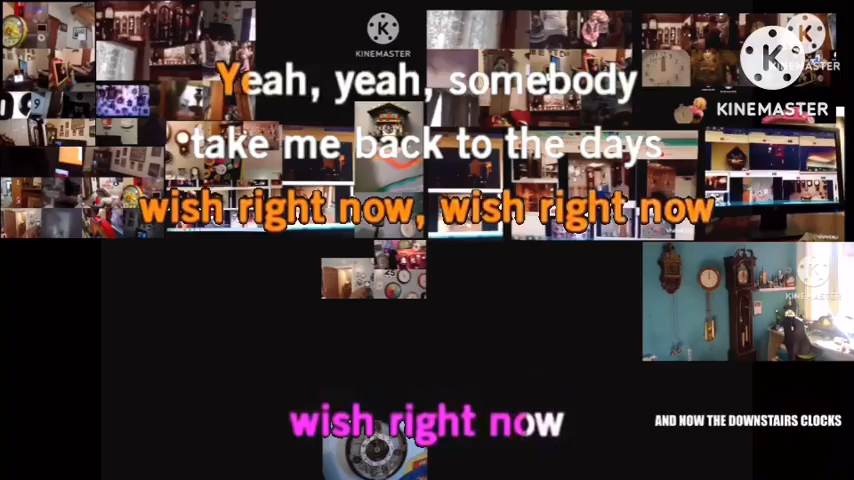 KINEMASTER
KINEMASTER
Yeah, yeah, somebody
KINEMASTER
take me back to the days
wish right now, wish right now
KINEMASTER
wish right now
AND NOW THE DOWNSTAIRS CLOCKS